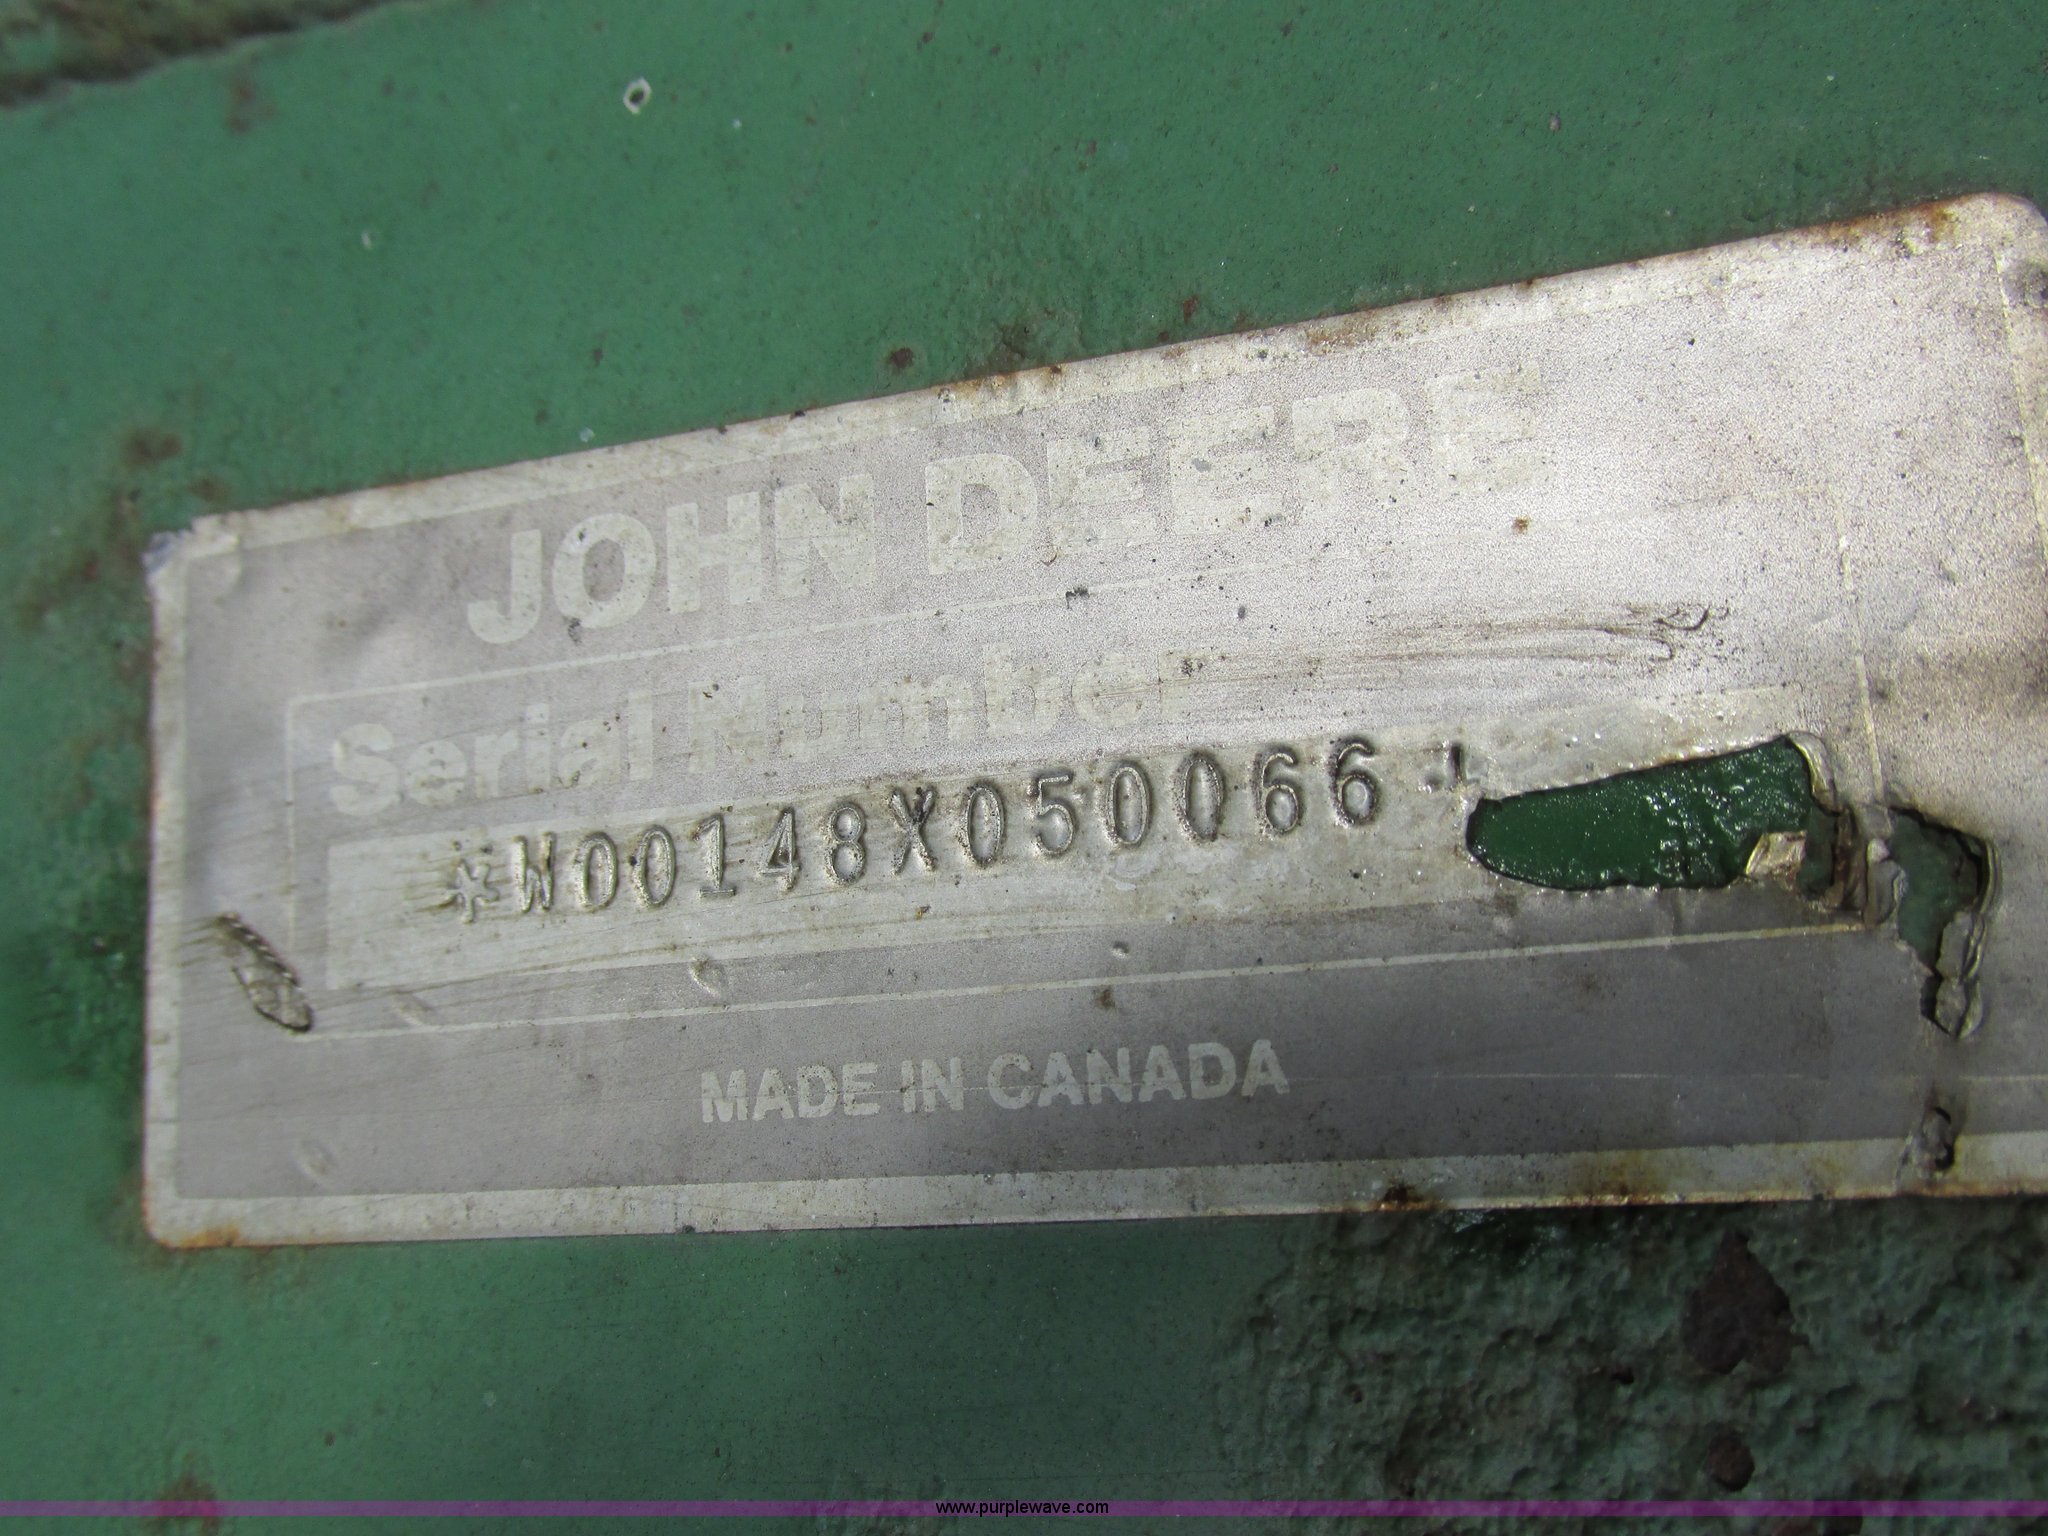 JOHN DEERE
Serial Number
*W00148X050066*
MADE IN CANADA
www.purplewave.com